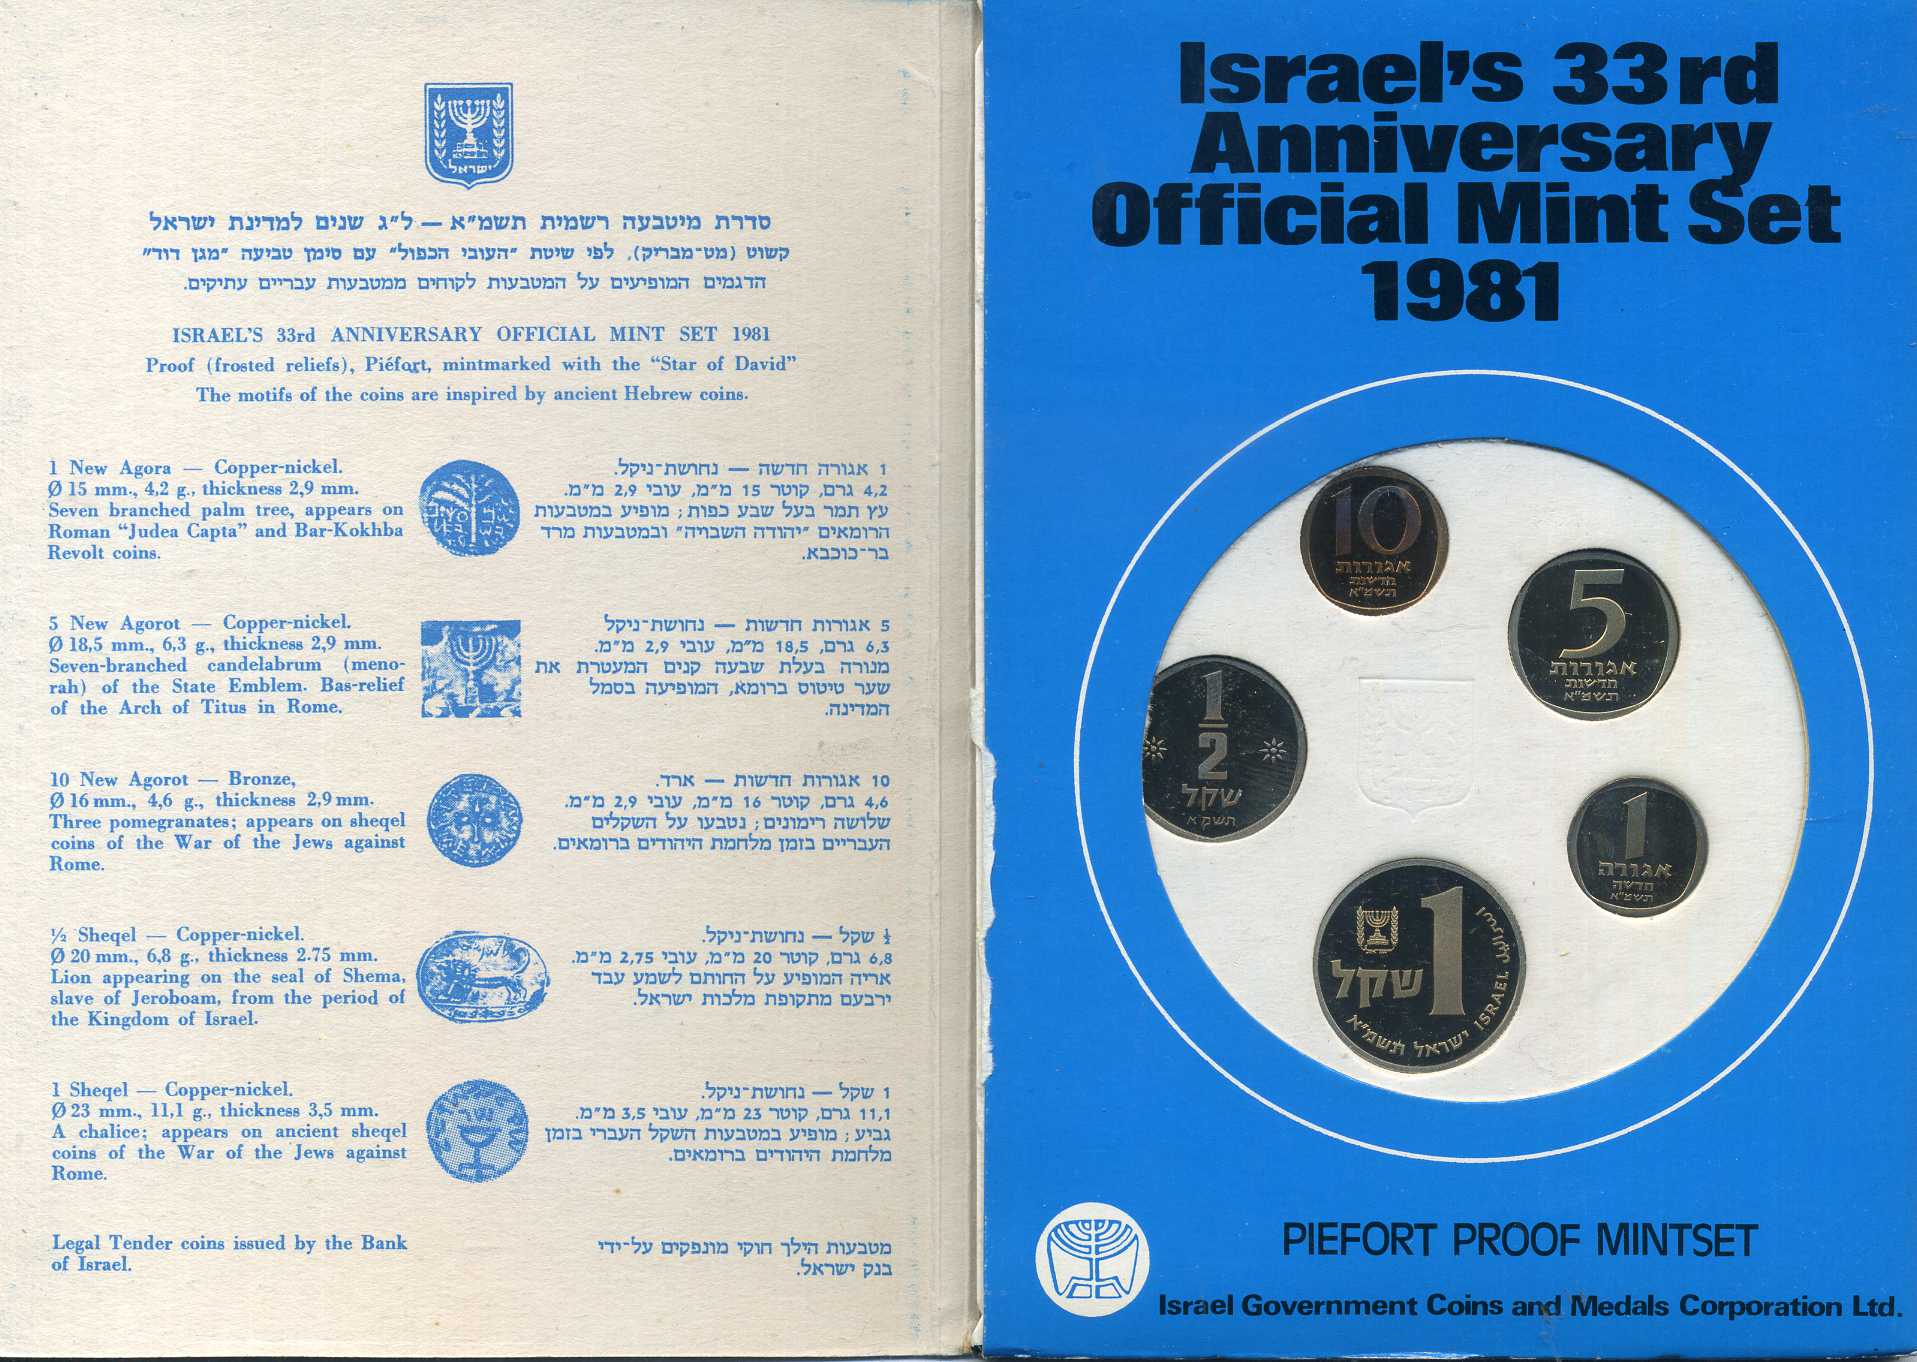 ישראל
סדרת מיטבעה רשמית תשמ״א — ל״ג שנים למדינת ישראל
קשוט (מט־מבריק), לפי שיטת ״העובי הכפול״ עם סימן טביעה ״מגן דוד״
הדגמים המופיעים על המטבעות לקוחים ממטבעות עבריים עתיקים.
ISRAEL'S 33rd ANNIVERSARY OFFICIAL MINT SET 1981
Proof (frosted reliefs), Piéfort, mintmarked with the “Star of David”
The motifs of the coins are inspired by ancient Hebrew coins.
1 New Agora — Copper-nickel.
Ø 15 mm., 4,2 g., thickness 2,9 mm.
Seven branched palm tree, appears on
Roman “Judea Capta” and Bar-Kokhba
Revolt coins.
1 אגורה חדשה — נחושת־ניקל.
4,2 גרם, קוטר 15 מ״מ, עובי 2,9 מ״מ.
עץ תמר בעל שבע כפות; מופיע במטבעות
הרומאים ״יהודה השבוייה״ ובמטבעות מרד
בר־כוכבא.
5 New Agorot — Copper-nickel.
Ø 18,5 mm., 6,3 g., thickness 2,9 mm.
Seven-branched candelabrum (meno-
rah) of the State Emblem. Bas-relief
of the Arch of Titus in Rome.
5 אגורות חדשות — נחושת־ניקל
6,3 גרם, 18,5 מ״מ, עובי 2,9 מ״מ.
מנורה בעלת שבעה קנים המעטרת את
שער טיטוס ברומא, המופיעה בסמל
המדינה.
10 New Agorot — Bronze,
Ø 16 mm., 4,6 g., thickness 2,9 mm.
Three pomegranates; appears on sheqel
coins of the War of the Jews against
Rome.
10 אגורות חדשות — ארד.
4,6 גרם, קוטר 16 מ״מ, עובי 2,9 מ״מ.
שלושה רימונים; נטבעו על השקלים
העבריים בזמן מלחמת היהודים ברומאים.
½ Sheqel — Copper-nickel.
Ø 20 mm., 6,8 g., thickness 2.75 mm.
Lion appearing on the seal of Shema,
slave of Jeroboam, from the period of
the Kingdom of Israel.
½ שקל — נחושת־ניקל.
6,8 גרם, קוטר 20 מ״מ, עובי 2,75 מ״מ.
אריה המופיע על החותם לשמע עבד
ירבעם מתקופת מלכות ישראל.
1 Sheqel — Copper-nickel.
Ø 23 mm., 11,1 g., thickness 3,5 mm.
A chalice; appears on ancient sheqel
coins of the War of the Jews against
Rome.
1 שקל — נחושת־ניקל.
11,1 גרם, קוטר 23 מ״מ, עובי 3,5 מ״מ.
גביע; מופיע במטבעות השקל העברי בזמן
מלחמת היהודים ברומאים.
Legal Tender coins issued by the Bank
of Israel.
מטבעות הילך חוקי מונפקים על־ידי
בנק ישראל.
Israel's 33rd
Anniversary
Official Mint Set
1981
10
אגורות
חדשות
תשמ"א
5
אגורות
חדשות
תשמ"א
1
2
שקל
תשמ"א
1
אגורה
חדשה
תשמ"א
1
שקל
ישראל תשמ"א ISRAEL
PIEFORT PROOF MINTSET
Israel Government Coins and Medals Corporation Ltd.